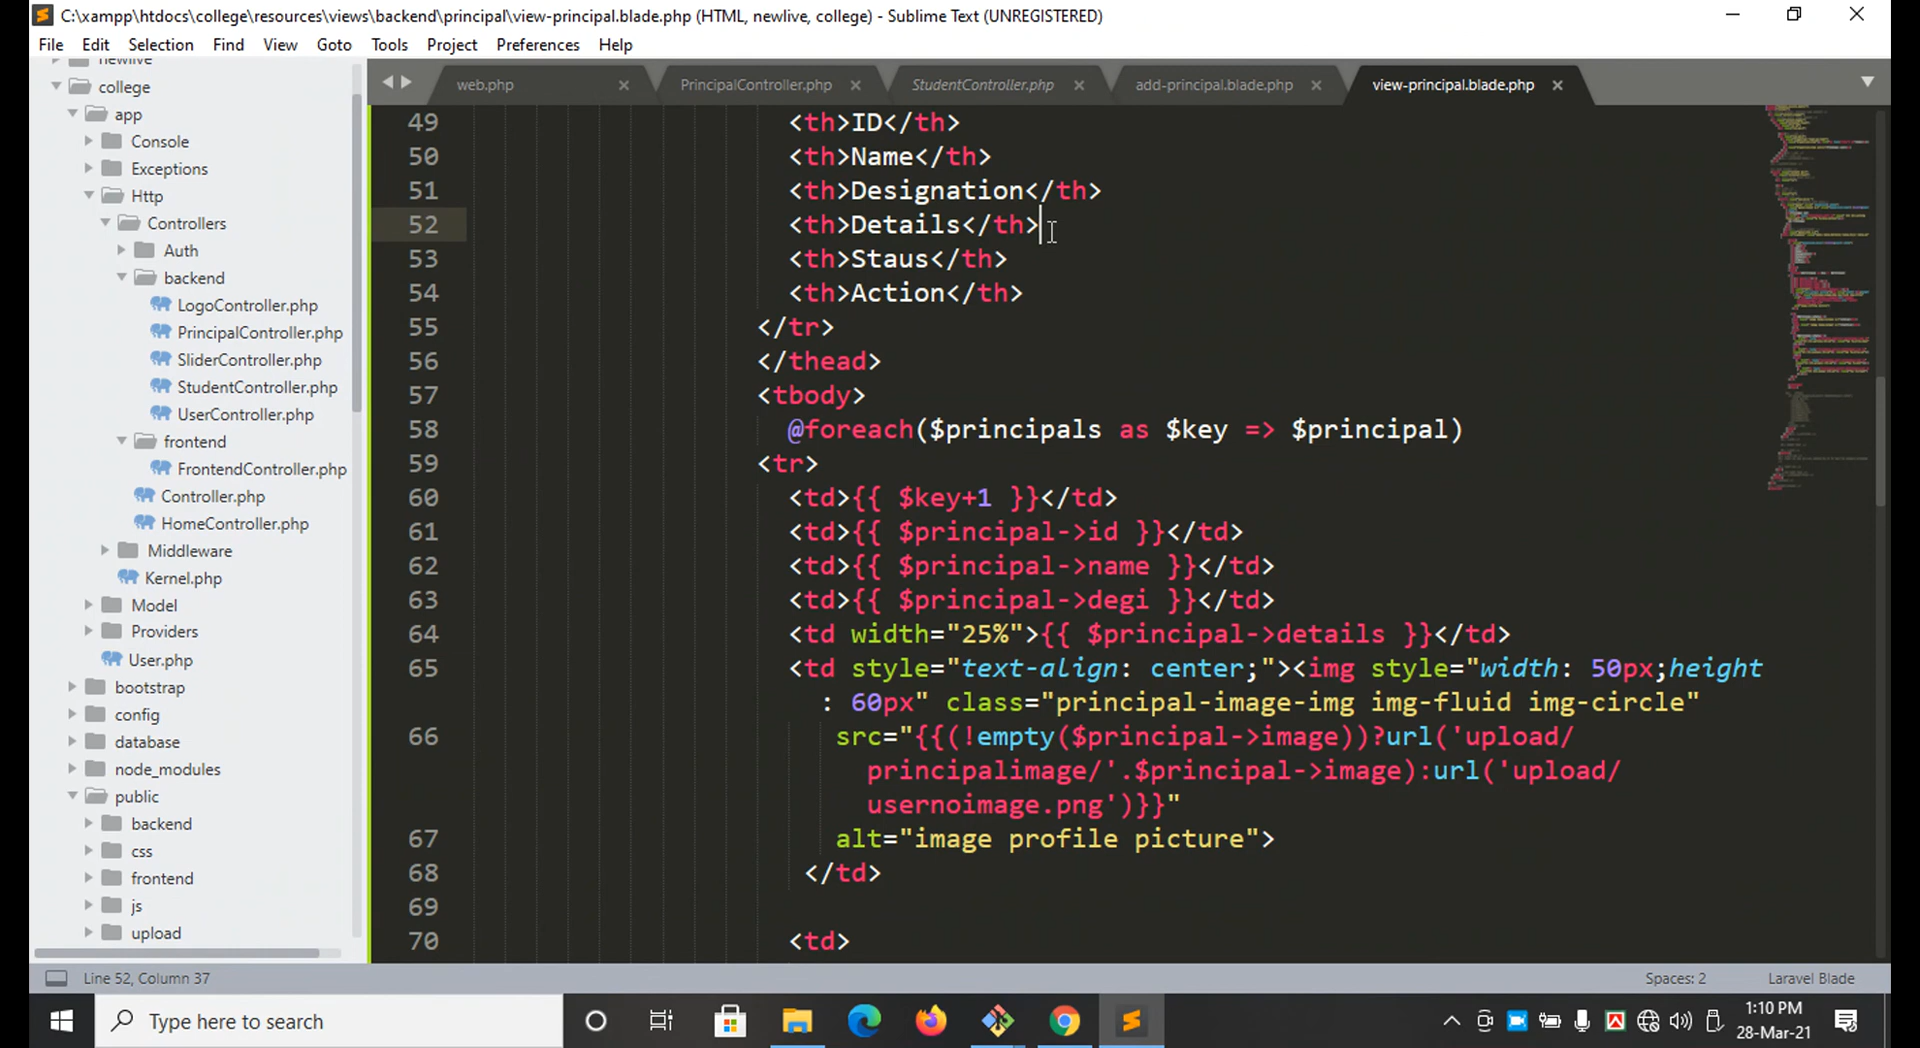 C:\xampp\htdocs\college\resources\views\backend\principal\view-principal.blade.php (HTML, newlive, college) - Sublime Text (UNREGISTERED)
File Edit Selection Find View Goto Tools Project Preferences Help
newlive
college
app
Console
Exceptions
Http
Controllers
Auth
backend
LogoController.php
PrincipalController.php
SliderController.php
StudentController.php
UserController.php
frontend
FrontendController.php
Controller.php
HomeController.php
Middleware
Kernel.php
Model
Providers
User.php
bootstrap
config
database
node_modules
public
backend
css
frontend
js
upload
web.php PrincipalController.php StudentController.php add-principal.blade.php view-principal.blade.php
49 <th>ID</th>
50 <th>Name</th>
51 <th>Designation</th>
52 <th>Details</th>
53 <th>Staus</th>
54 <th>Action</th>
55 </tr>
56 </thead>
57 <tbody>
58 @foreach($principals as $key => $principal)
59 <tr>
60 <td>{{ $key+1 }}</td>
61 <td>{{ $principal->id }}</td>
62 <td>{{ $principal->name }}</td>
63 <td>{{ $principal->degi }}</td>
64 <td width="25%">{{ $principal->details }}</td>
65 <td style="text-align: center;"><img style="width: 50px;height
: 60px" class="principal-image-img img-fluid img-circle"
66 src="{{(!empty($principal->image))?url('upload/
principalimage/'.$principal->image):url('upload/
usernoimage.png')}}"
67 alt="image profile picture">
68 </td>
69
70 <td>
Line 52, Column 37 Spaces: 2 Laravel Blade
Type here to search
1:10 PM
28-Mar-21